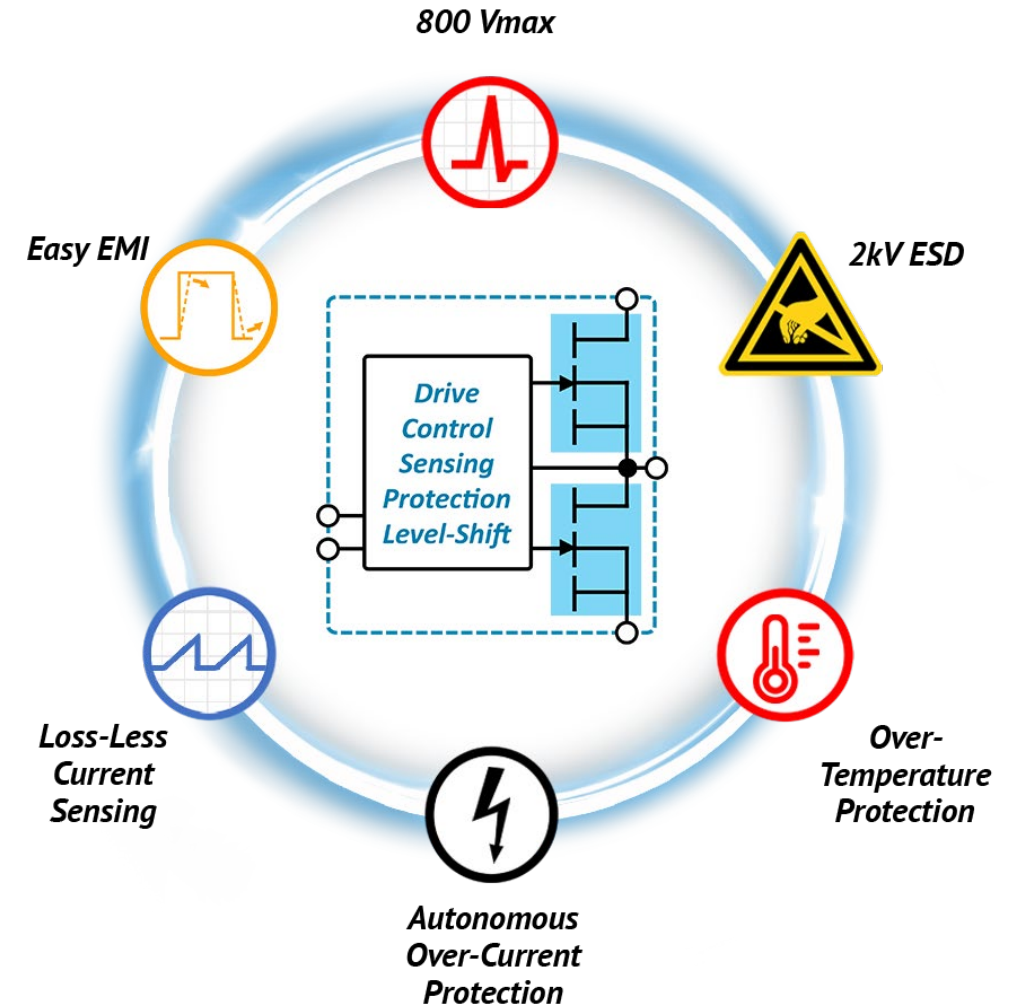 800 Vmax
Easy EMI
2kV ESD
Drive
Control
Sensing
Protection
Level-Shift
Loss-Less
Current
Sensing
Over-
Temperature
Protection
Autonomous
Over-Current
Protection